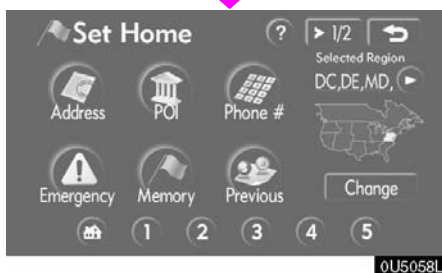 Set Home
? > 1/2
Selected Region
DC,DE,MD,
Address POI Phone #
Emergency Memory Previous
Change
1 2 3 4 5
0U5058L